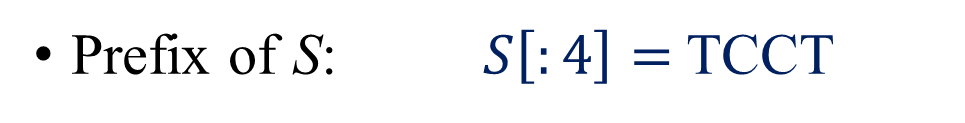 • Prefix of S: S[: 4] = TCCT